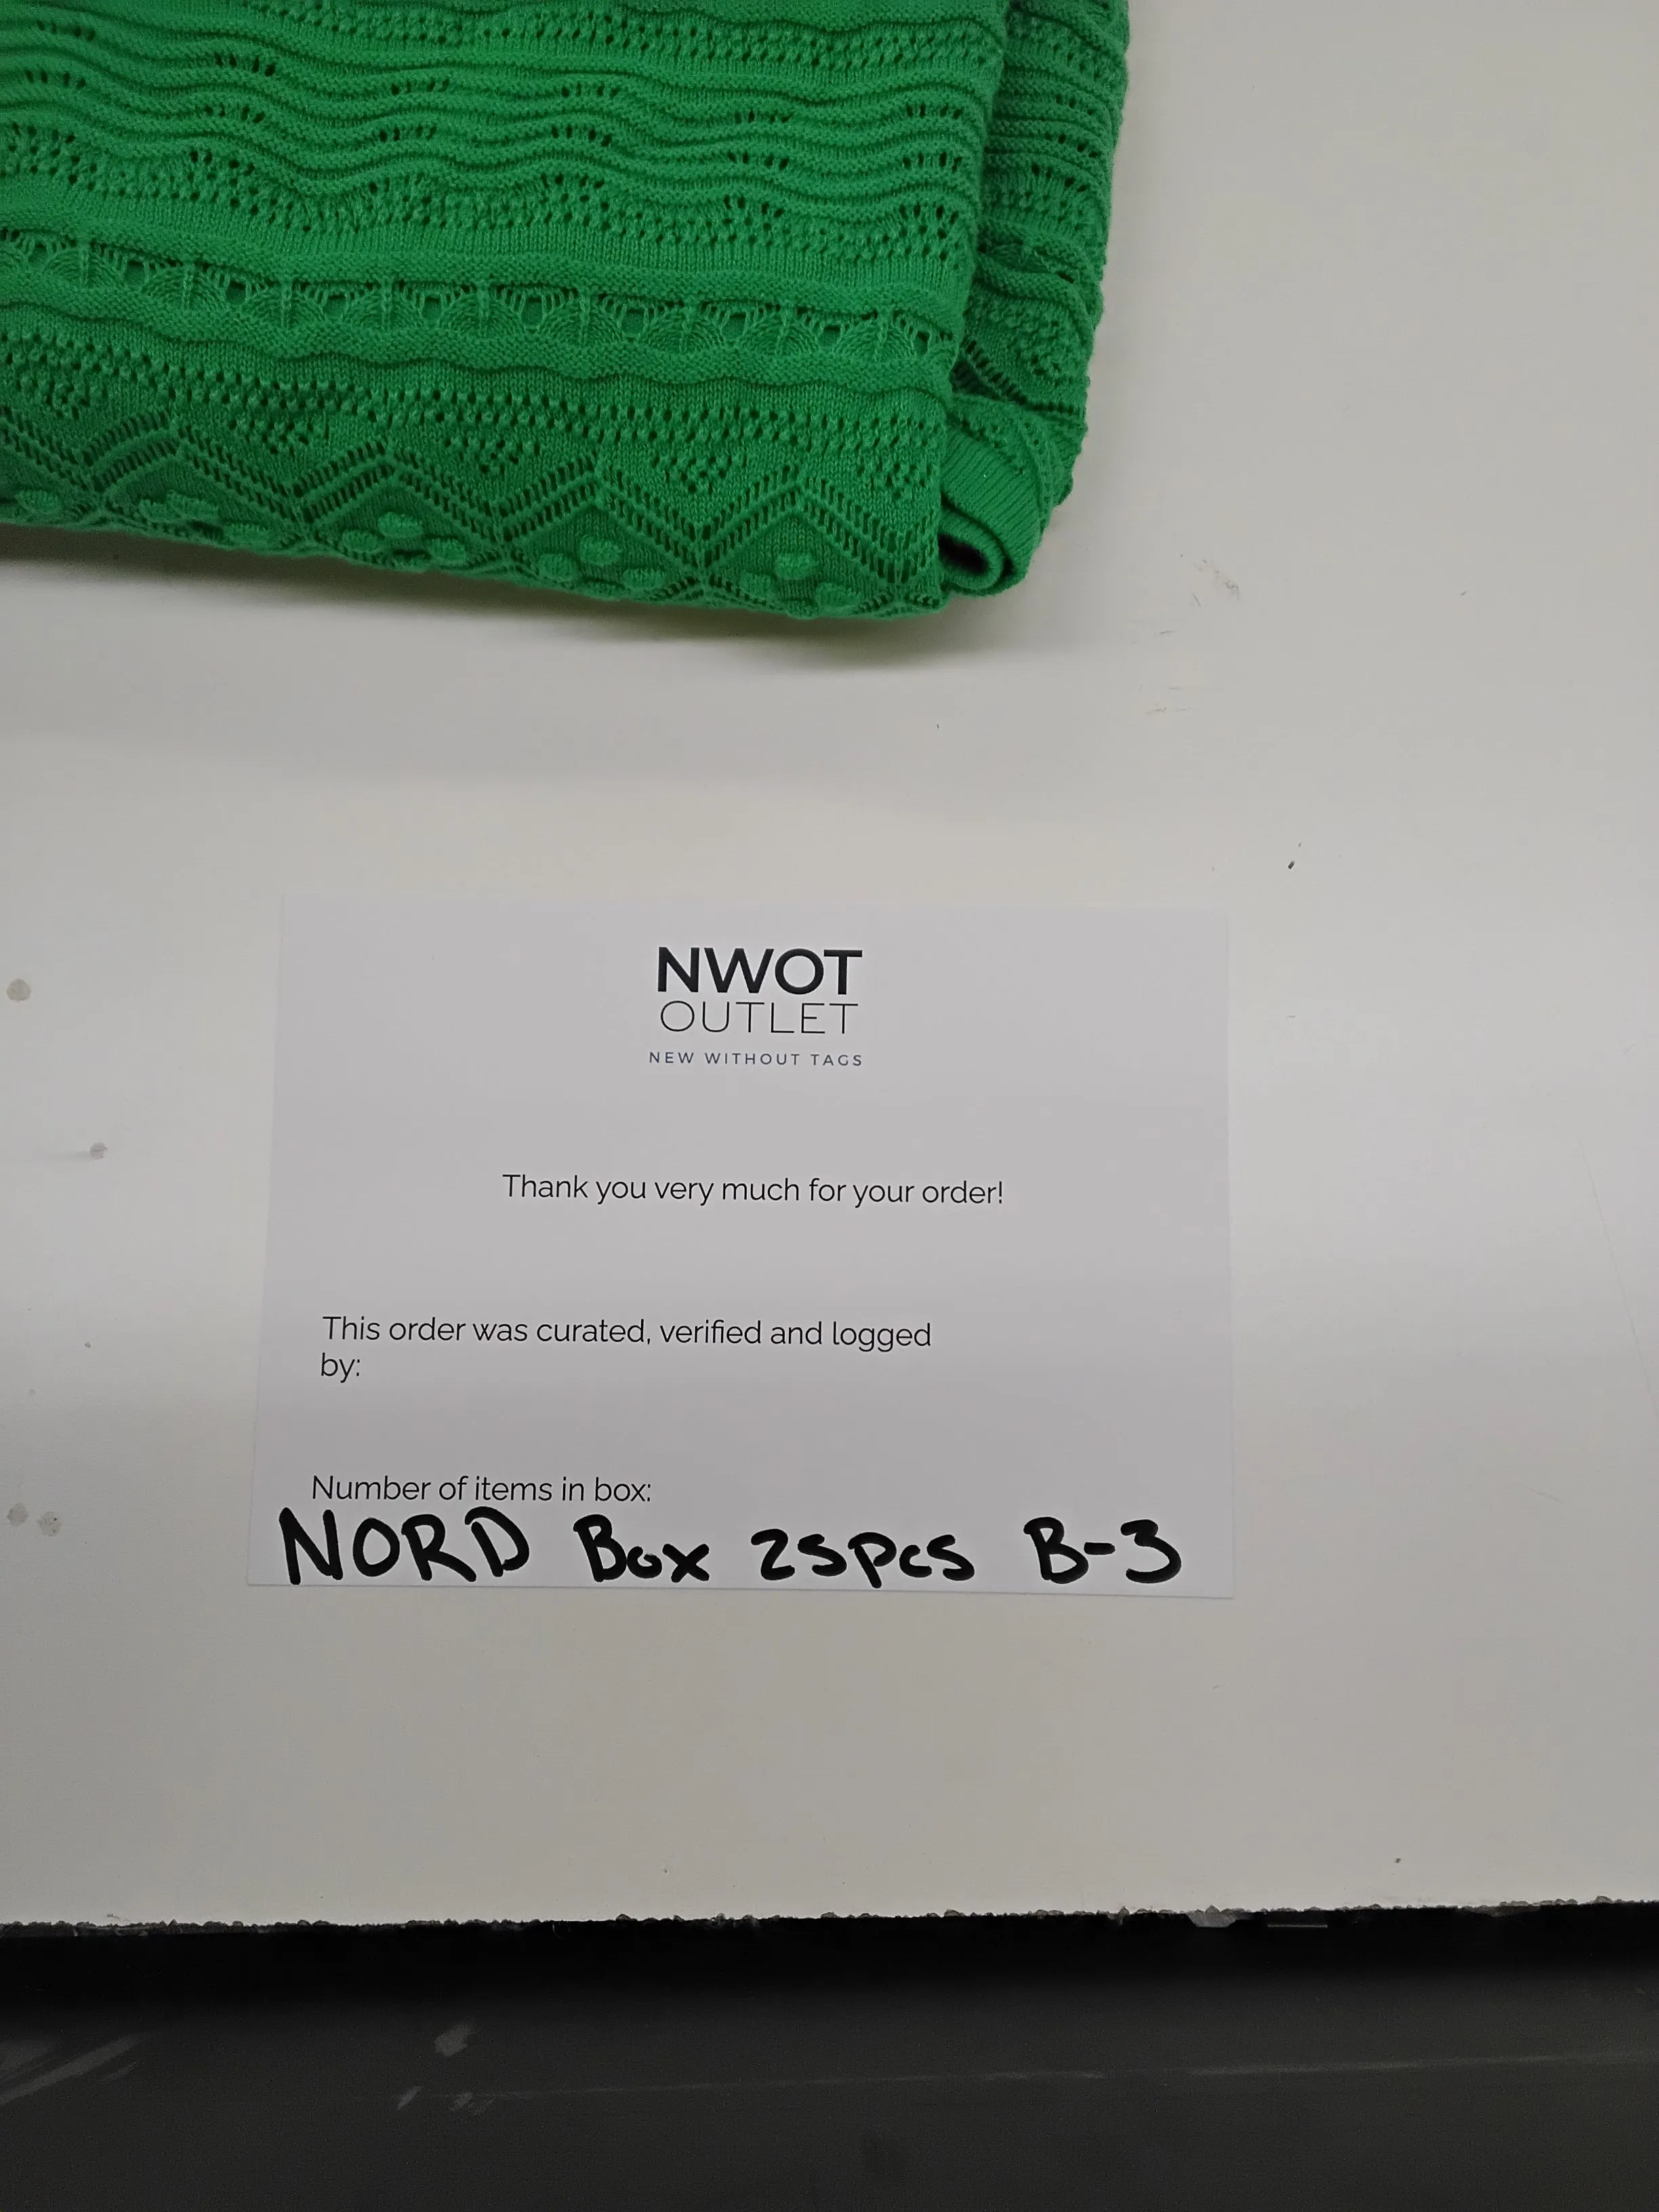 NWOT
OUTLET
NEW WITHOUT TAGS
Thank you very much for your order!
This order was curated, verified and logged
by:
Number of items in box:
NORD Box 25pcs B-3